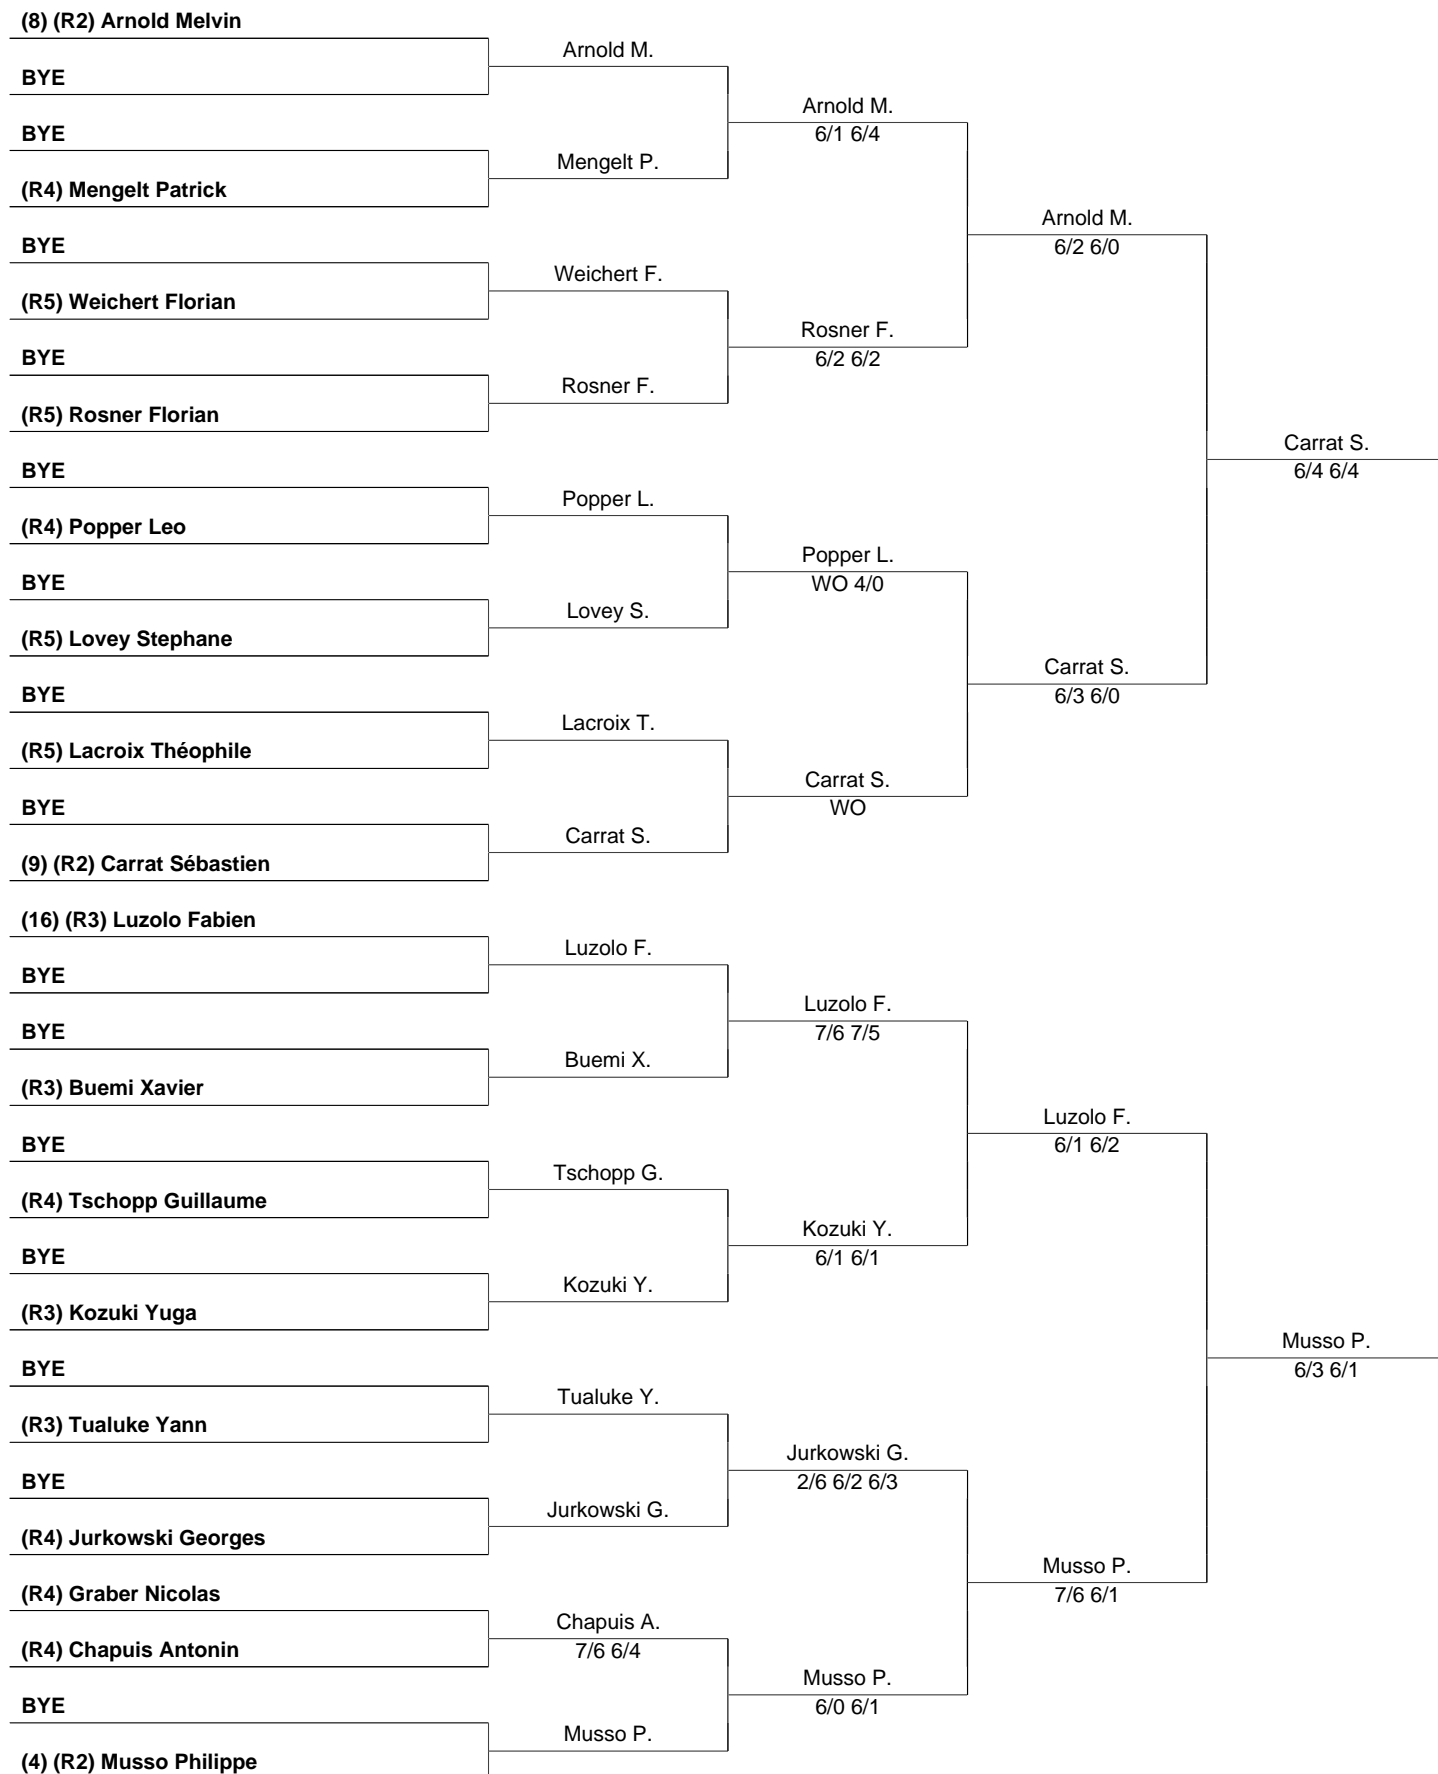 (8) (R2) Arnold Melvin
Arnold M.
BYE
Arnold M.
6/1 6/4
BYE
Mengelt P.
(R4) Mengelt Patrick
Arnold M.
6/2 6/0
BYE
Weichert F.
(R5) Weichert Florian
Rosner F.
6/2 6/2
BYE
Rosner F.
(R5) Rosner Florian
Carrat S.
6/4 6/4
BYE
Popper L.
(R4) Popper Leo
Popper L.
WO 4/0
BYE
Lovey S.
(R5) Lovey Stephane
Carrat S.
6/3 6/0
BYE
Lacroix T.
(R5) Lacroix Théophile
Carrat S.
WO
BYE
Carrat S.
(9) (R2) Carrat Sébastien
(16) (R3) Luzolo Fabien
Luzolo F.
BYE
Luzolo F.
7/6 7/5
BYE
Buemi X.
(R3) Buemi Xavier
Luzolo F.
6/1 6/2
BYE
Tschopp G.
(R4) Tschopp Guillaume
Kozuki Y.
6/1 6/1
BYE
Kozuki Y.
(R3) Kozuki Yuga
Musso P.
6/3 6/1
BYE
Tualuke Y.
(R3) Tualuke Yann
Jurkowski G.
2/6 6/2 6/3
BYE
Jurkowski G.
(R4) Jurkowski Georges
Musso P.
7/6 6/1
(R4) Graber Nicolas
Chapuis A.
7/6 6/4
(R4) Chapuis Antonin
Musso P.
6/0 6/1
BYE
Musso P.
(4) (R2) Musso Philippe